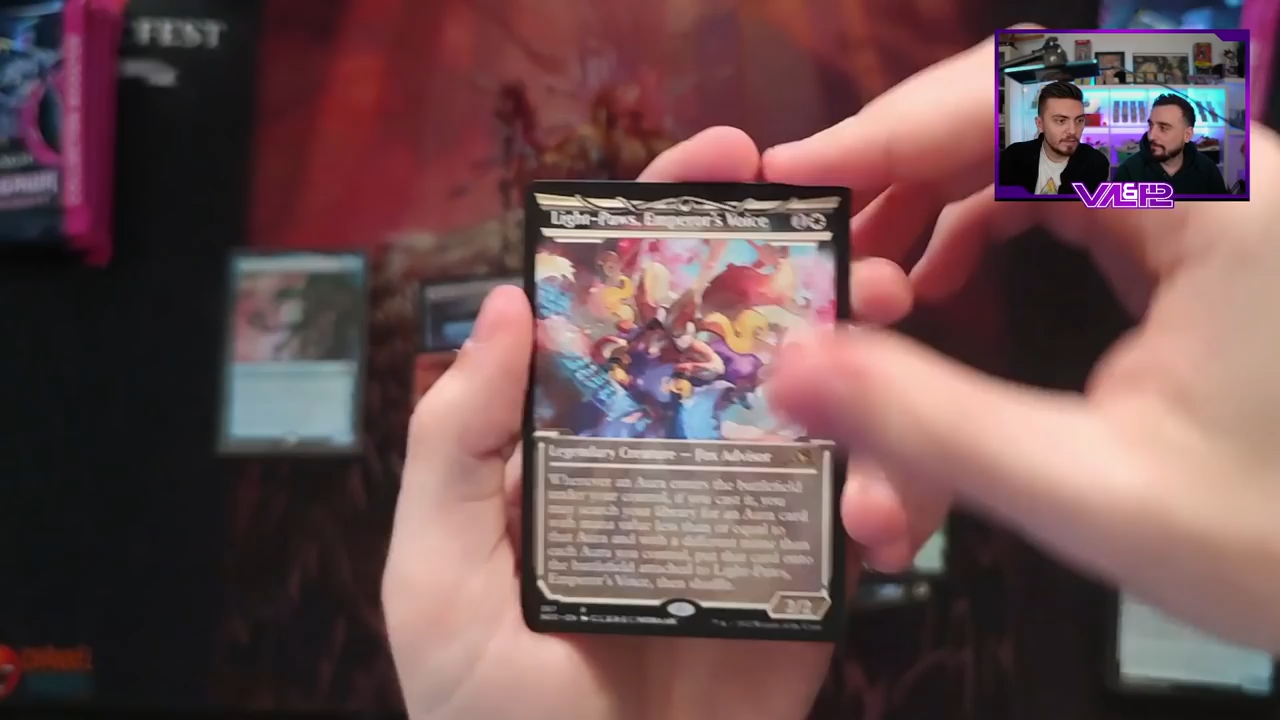 FEST
VAL&F2
Light-Paws, Emperor's Voice
Legendary Creature — Fox Advisor
Whenever an Aura enters the battlefield
under your control, if you cast it, you
may search your library for an Aura card
with mana value less than or equal to
that Aura and with a different name than
each Aura you control, put that card onto
the battlefield attached to Light-Paws,
Emperor's Voice, then shuffle.
2/2